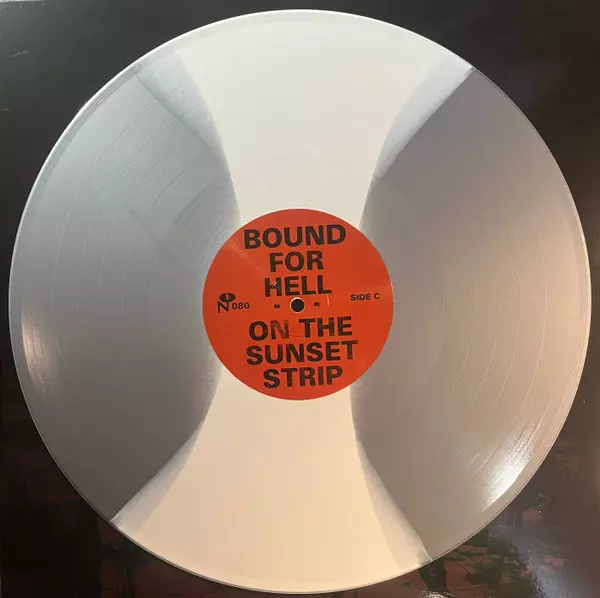 BOUND
FOR
HELL
N 080
SIDE C
ON THE
SUNSET
STRIP